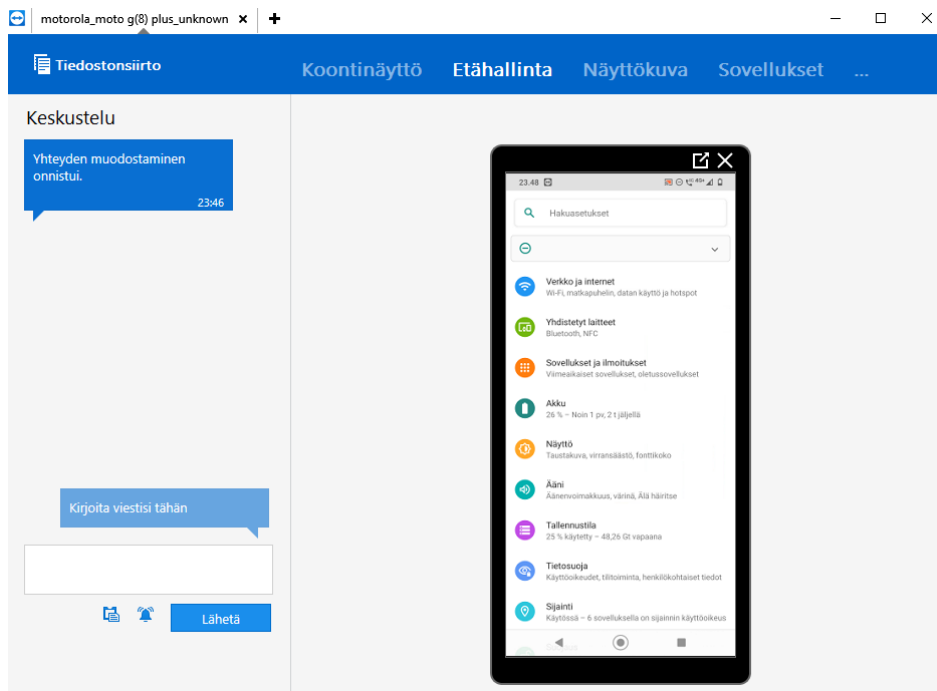 motorola_moto g(8) plus_unknown
Tiedostonsiirto
Koontinäyttö Etähallinta Näyttökuva Sovellukset ...
Keskustelu
Yhteyden muodostaminen
onnistui.
23:46
Kirjoita viestisi tähän
Lähetä
23.48
Hakuasetukset
Verkko ja internet
Wi-Fi, matkapuhelin, datan käyttö ja hotspot
Yhdistetyt laitteet
Bluetooth, NFC
Sovellukset ja ilmoitukset
Viimeaikaiset sovellukset, oletussovellukset
Akku
26 % – Noin 1 pv, 2 t jäljellä
Näyttö
Taustakuva, virransäästö, fonttikoko
Ääni
Äänenvoimakkuus, värinä, Älä häiritse
Tallennustila
25 % käytetty – 48,26 Gt vapaana
Tietosuoja
Käyttöoikeudet, tilitoiminta, henkilökohtaiset tiedot
Sijainti
Käytössä – 6 sovelluksella on sijainnin käyttöoikeus